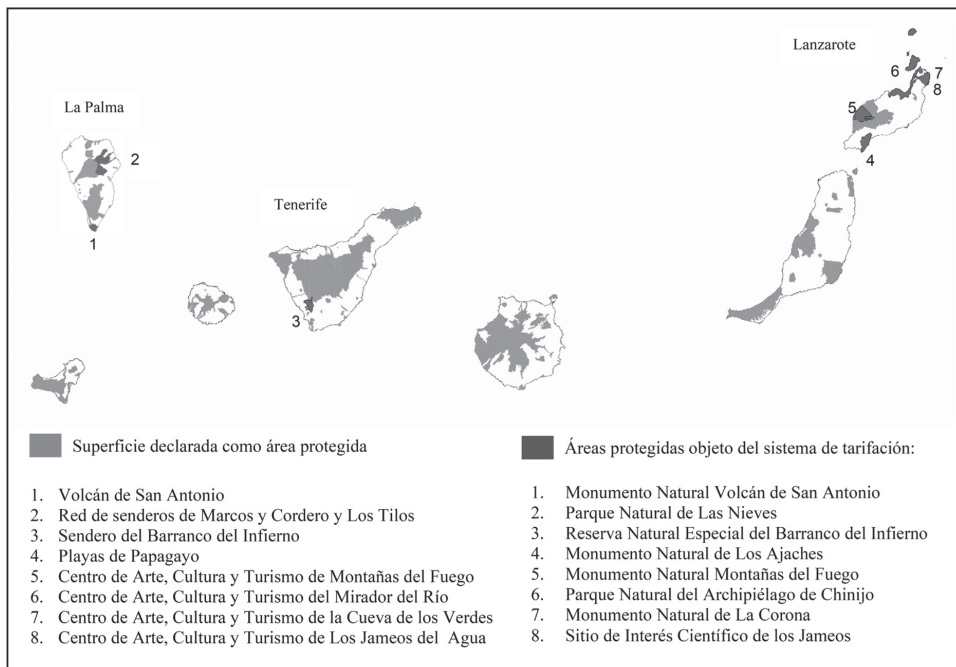 Lanzarote
6
7
8
5
4
La Palma
2
1
Tenerife
3
Superficie declarada como área protegida
1. Volcán de San Antonio
2. Red de senderos de Marcos y Cordero y Los Tilos
3. Sendero del Barranco del Infierno
4. Playas de Papagayo
5. Centro de Arte, Cultura y Turismo de Montañas del Fuego
6. Centro de Arte, Cultura y Turismo del Mirador del Río
7. Centro de Arte, Cultura y Turismo de la Cueva de los Verdes
8. Centro de Arte, Cultura y Turismo de Los Jameos del Agua
Áreas protegidas objeto del sistema de tarifación:
1. Monumento Natural Volcán de San Antonio
2. Parque Natural de Las Nieves
3. Reserva Natural Especial del Barranco del Infierno
4. Monumento Natural de Los Ajaches
5. Monumento Natural Montañas del Fuego
6. Parque Natural del Archipiélago de Chinijo
7. Monumento Natural de La Corona
8. Sitio de Interés Científico de los Jameos